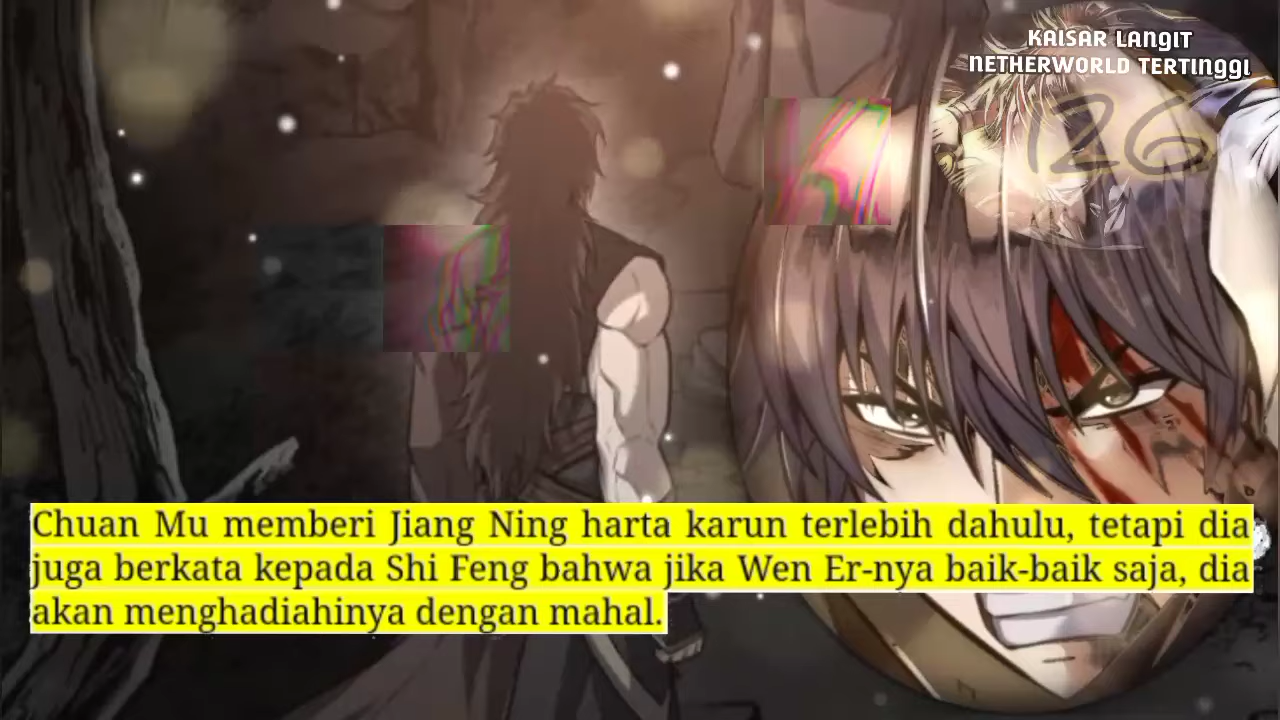 KAISAR LANGIT
NETHERWORLD TERTINGGI
126
Chuan Mu memberi Jiang Ning harta karun terlebih dahulu, tetapi dia
juga berkata kepada Shi Feng bahwa jika Wen Er-nya baik-baik saja, dia
akan menghadiahinya dengan mahal.